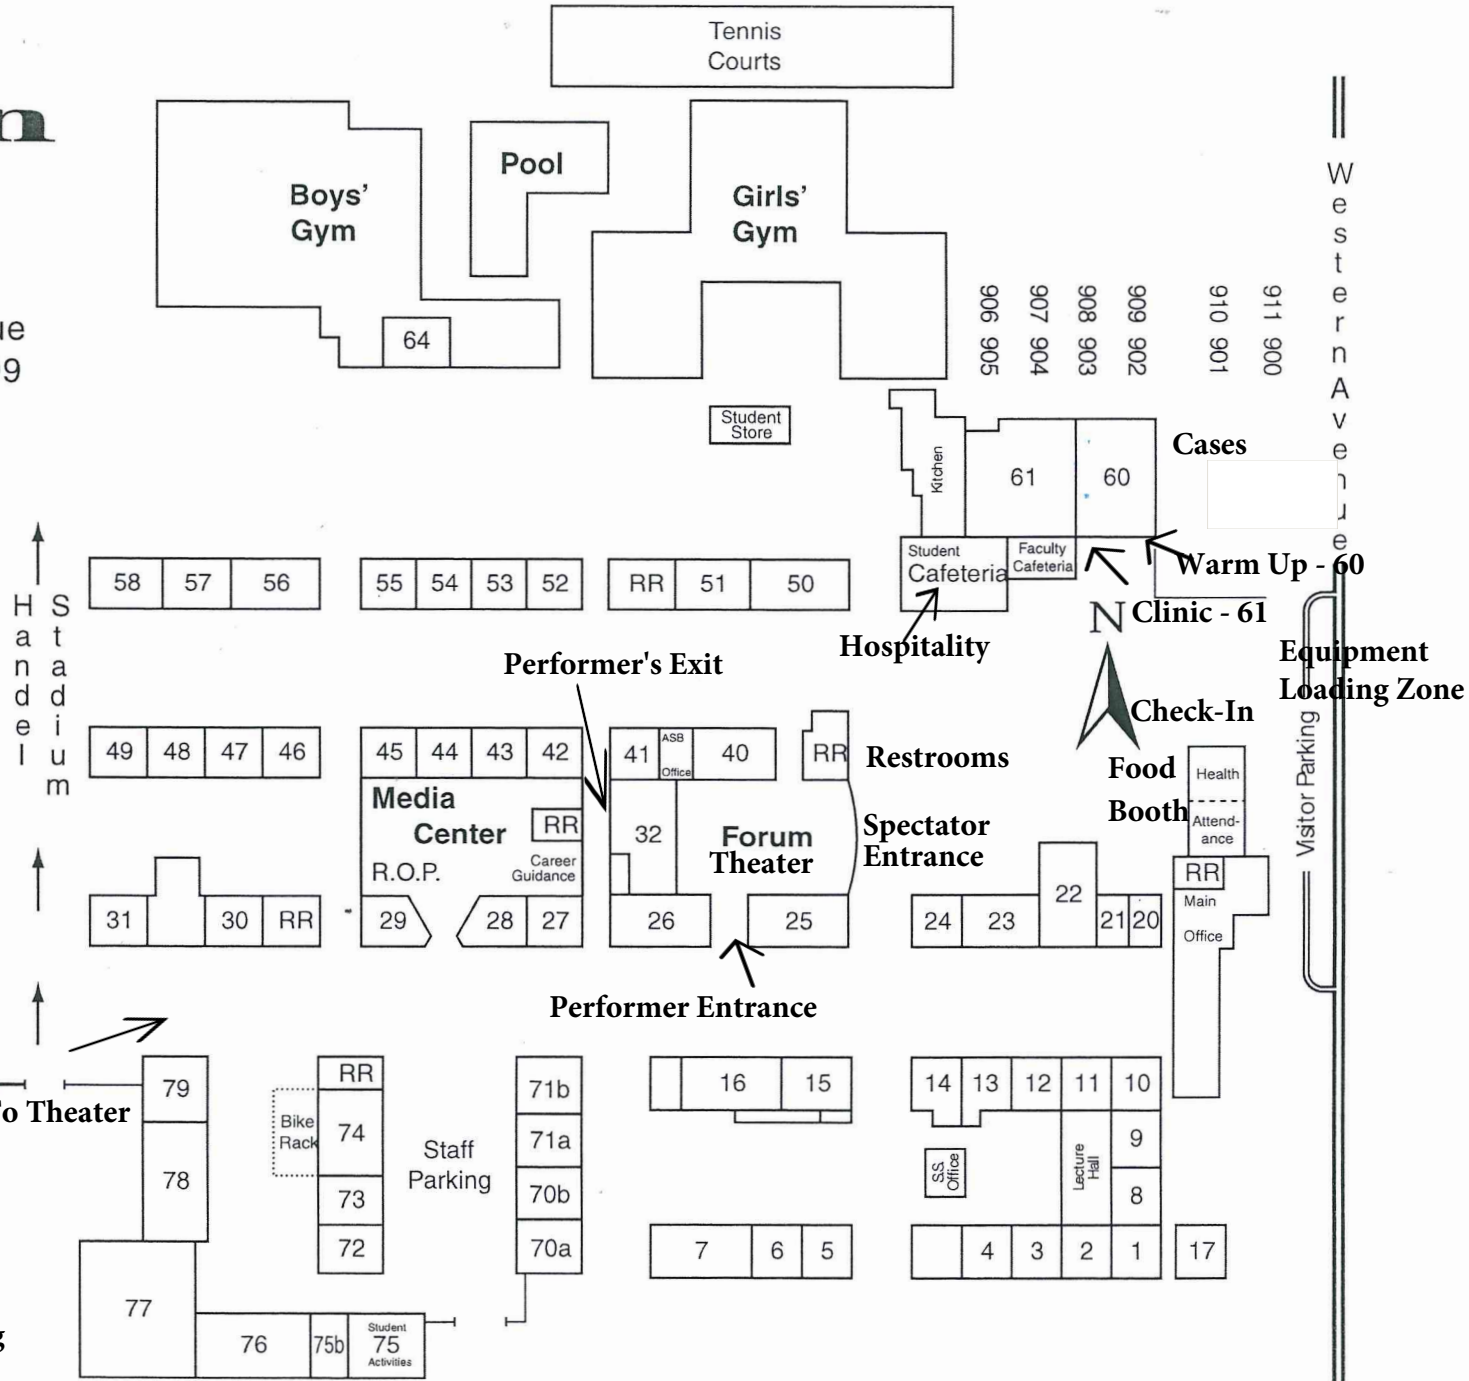 Tennis
Courts
n
Pool
Boys’
Gym
Girls’
Gym
Western Avenue
906 905
907 904
908 903
909 902
910 901
911 900
ue
9
64
Student
Store
Kitchen
61
60
Cases
Student
Cafeteria
Faculty
Cafeteria
Warm Up - 60
58
57
56
55
54
53
52
RR
51
50
Handel
Stadium
N
Clinic - 61
Hospitality
Performer's Exit
Equipment
Loading Zone
Check-In
49
48
47
46
45
44
43
42
41
ASB
Office
40
RR
Restrooms
Food
Booth
Health
Attend-
ance
Visitor Parking
Media
Center
RR
R.O.P.
Career
Guidance
32
Forum
Theater
Spectator
Entrance
RR
Main
Office
31
30
RR
29
28
27
26
25
24
23
22
21
20
Performer Entrance
79
To Theater
78
RR
Bike
Rack
74
73
72
Staff
Parking
71b
71a
70b
70a
16
15
14
13
12
11
10
9
8
S.S.
Office
Lecture
Hall
7
6
5
4
3
2
1
17
77
76
75b
Student
75
Activities
g